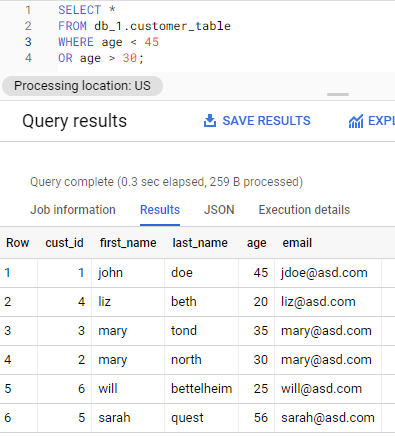 1 SELECT *
2 FROM db_1.customer_table
3 WHERE age < 45
4 OR age > 30;
Processing location: US
Query results SAVE RESULTS EXPL
Query complete (0.3 sec elapsed, 259 B processed)
Job information Results JSON Execution details
Row cust_id first_name last_name age email
1 1 john doe 45 jdoe@asd.com
2 4 liz beth 20 liz@asd.com
3 3 mary tond 35 mary@asd.com
4 2 mary north 30 mary@asd.com
5 6 will bettelheim 25 will@asd.com
6 5 sarah quest 56 sarah@asd.com